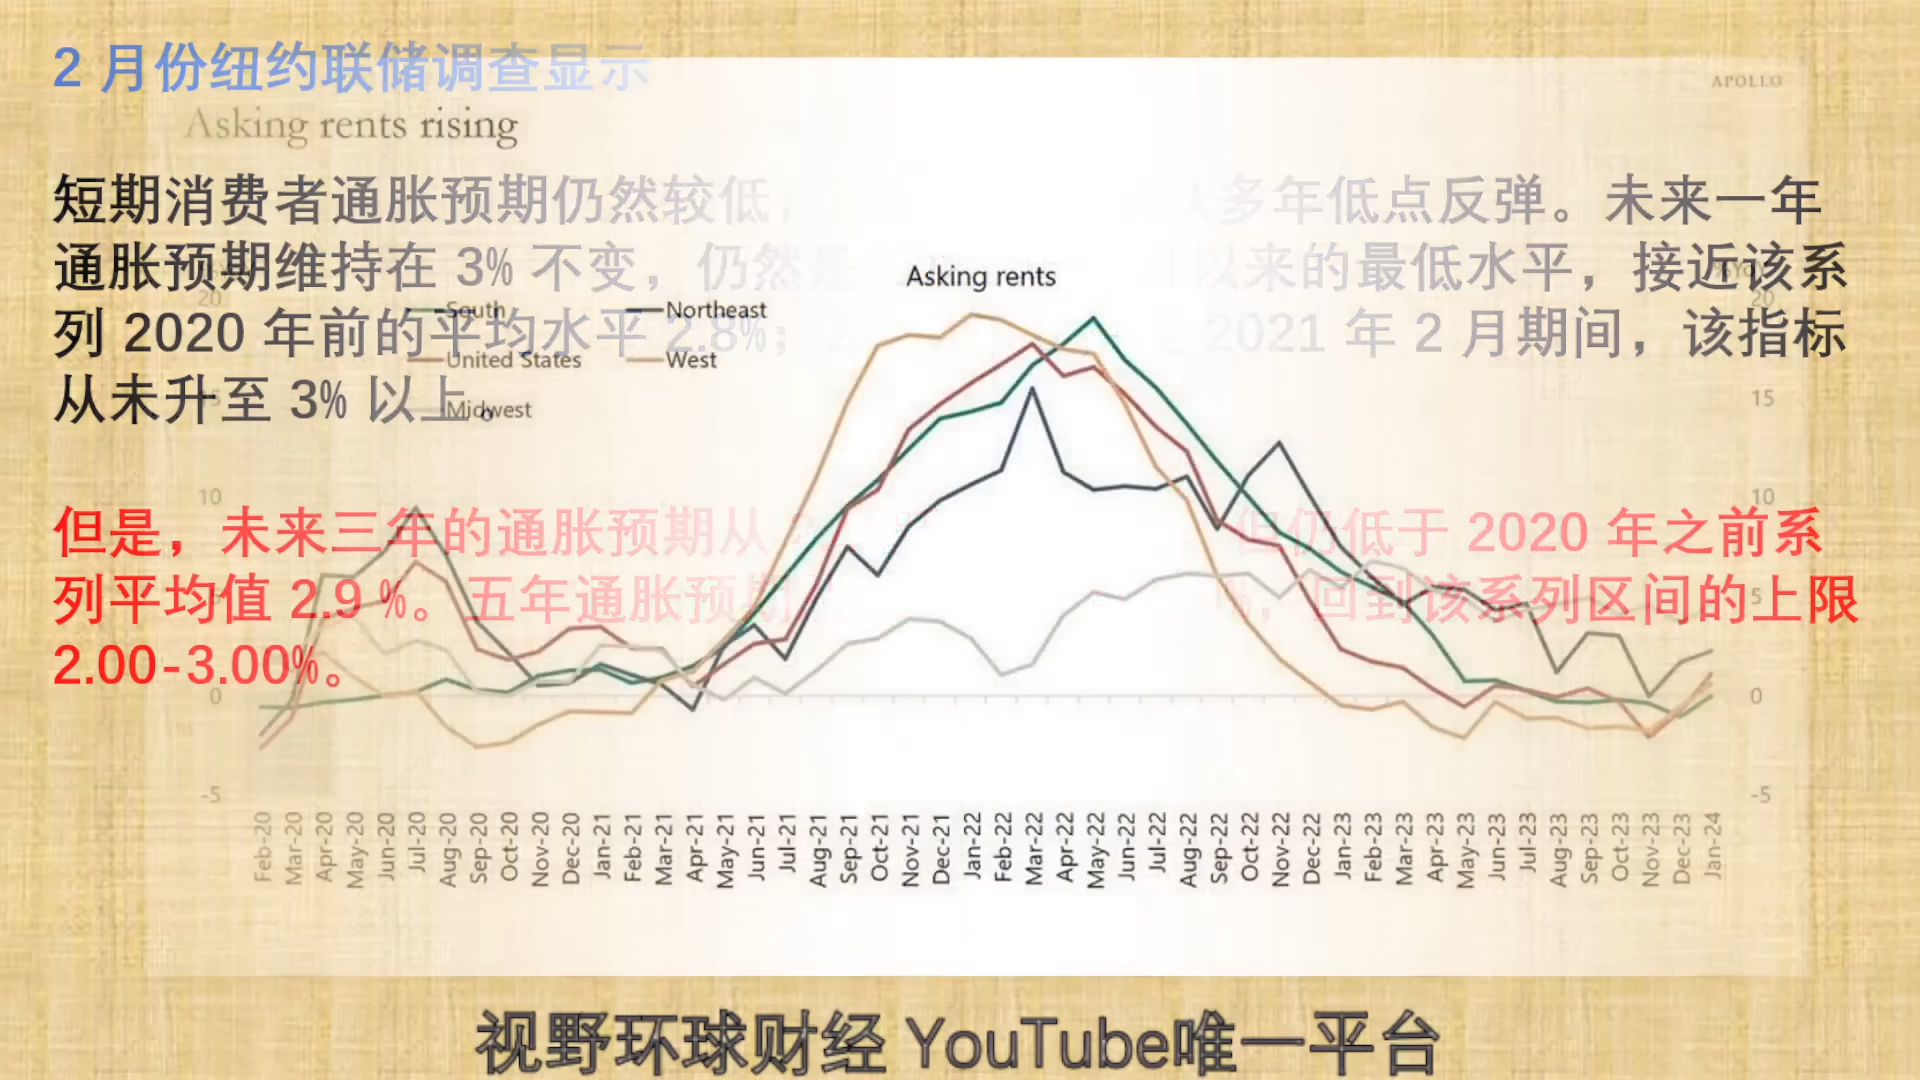 2 月份纽约联储调查显示
APOLLO
Asking rents rising
短期消费者通胀预期仍然较低，
从多年低点反弹。未来一年
通胀预期维持在 3% 不变，仍然是
以来的最低水平，接近该系
列 2020 年前的平均水平 2.8%；
2021 年 2 月期间，该指标
从未升至 3% 以上。
Asking rents
South
Northeast
United States
West
Midwest
但是，未来三年的通胀预期从
但仍低于 2020 年之前系
列平均值 2.9 %。五年通胀预期
%，回到该系列区间的上限
2.00-3.00%。
20
15
10
5
0
-5
20
15
10
5
0
-5
Feb-20
Mar-20
Apr-20
May-20
Jun-20
Jul-20
Aug-20
Sep-20
Oct-20
Nov-20
Dec-20
Jan-21
Feb-21
Mar-21
Apr-21
May-21
Jun-21
Jul-21
Aug-21
Sep-21
Oct-21
Nov-21
Dec-21
Jan-22
Feb-22
Mar-22
Apr-22
May-22
Jun-22
Jul-22
Aug-22
Sep-22
Oct-22
Nov-22
Dec-22
Jan-23
Feb-23
Mar-23
Apr-23
May-23
Jun-23
Jul-23
Aug-23
Sep-23
Oct-23
Nov-23
Dec-23
Jan-24
视野环球财经 YouTube唯一平台